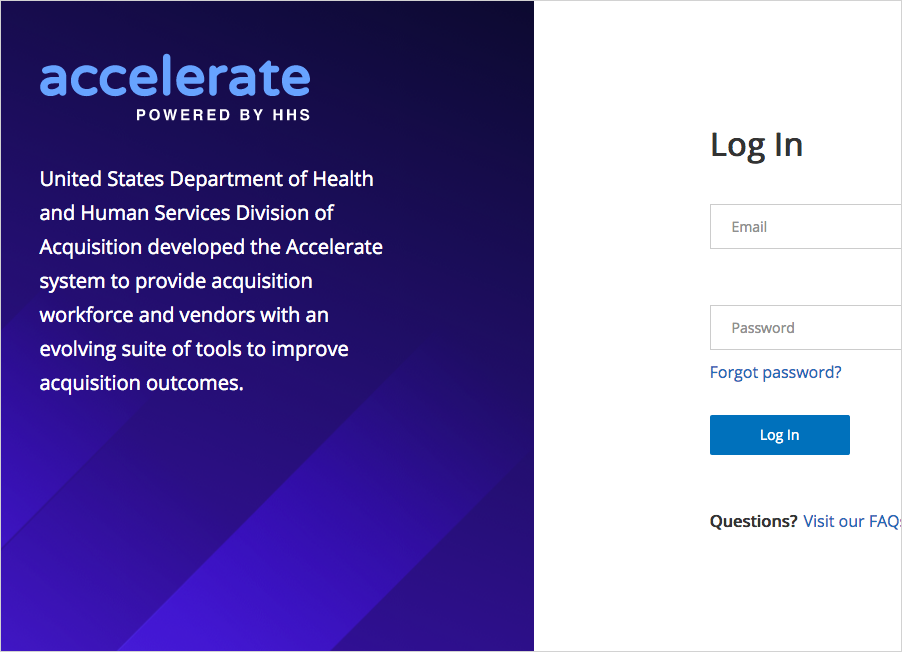 accelerate
POWERED BY HHS
United States Department of Health
and Human Services Division of
Acquisition developed the Accelerate
system to provide acquisition
workforce and vendors with an
evolving suite of tools to improve
acquisition outcomes.
Log In
Email
Password
Forgot password?
Log In
Questions? Visit our FAQs